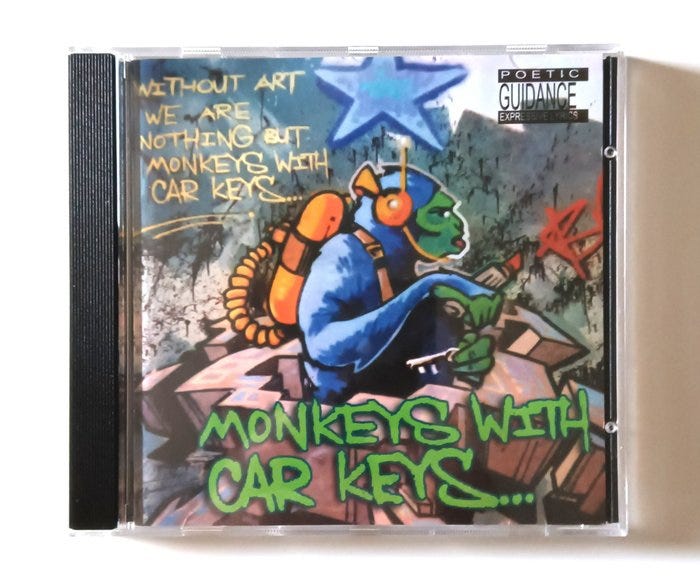 WITHOUT ART
WE ARE
NOTHING BUT
MONKEYS WITH
CAR KEYS...
POETIC
GUIDANCE
EXPRESSIVE LYRICS
MONKEYS WITH
CAR KEYS...